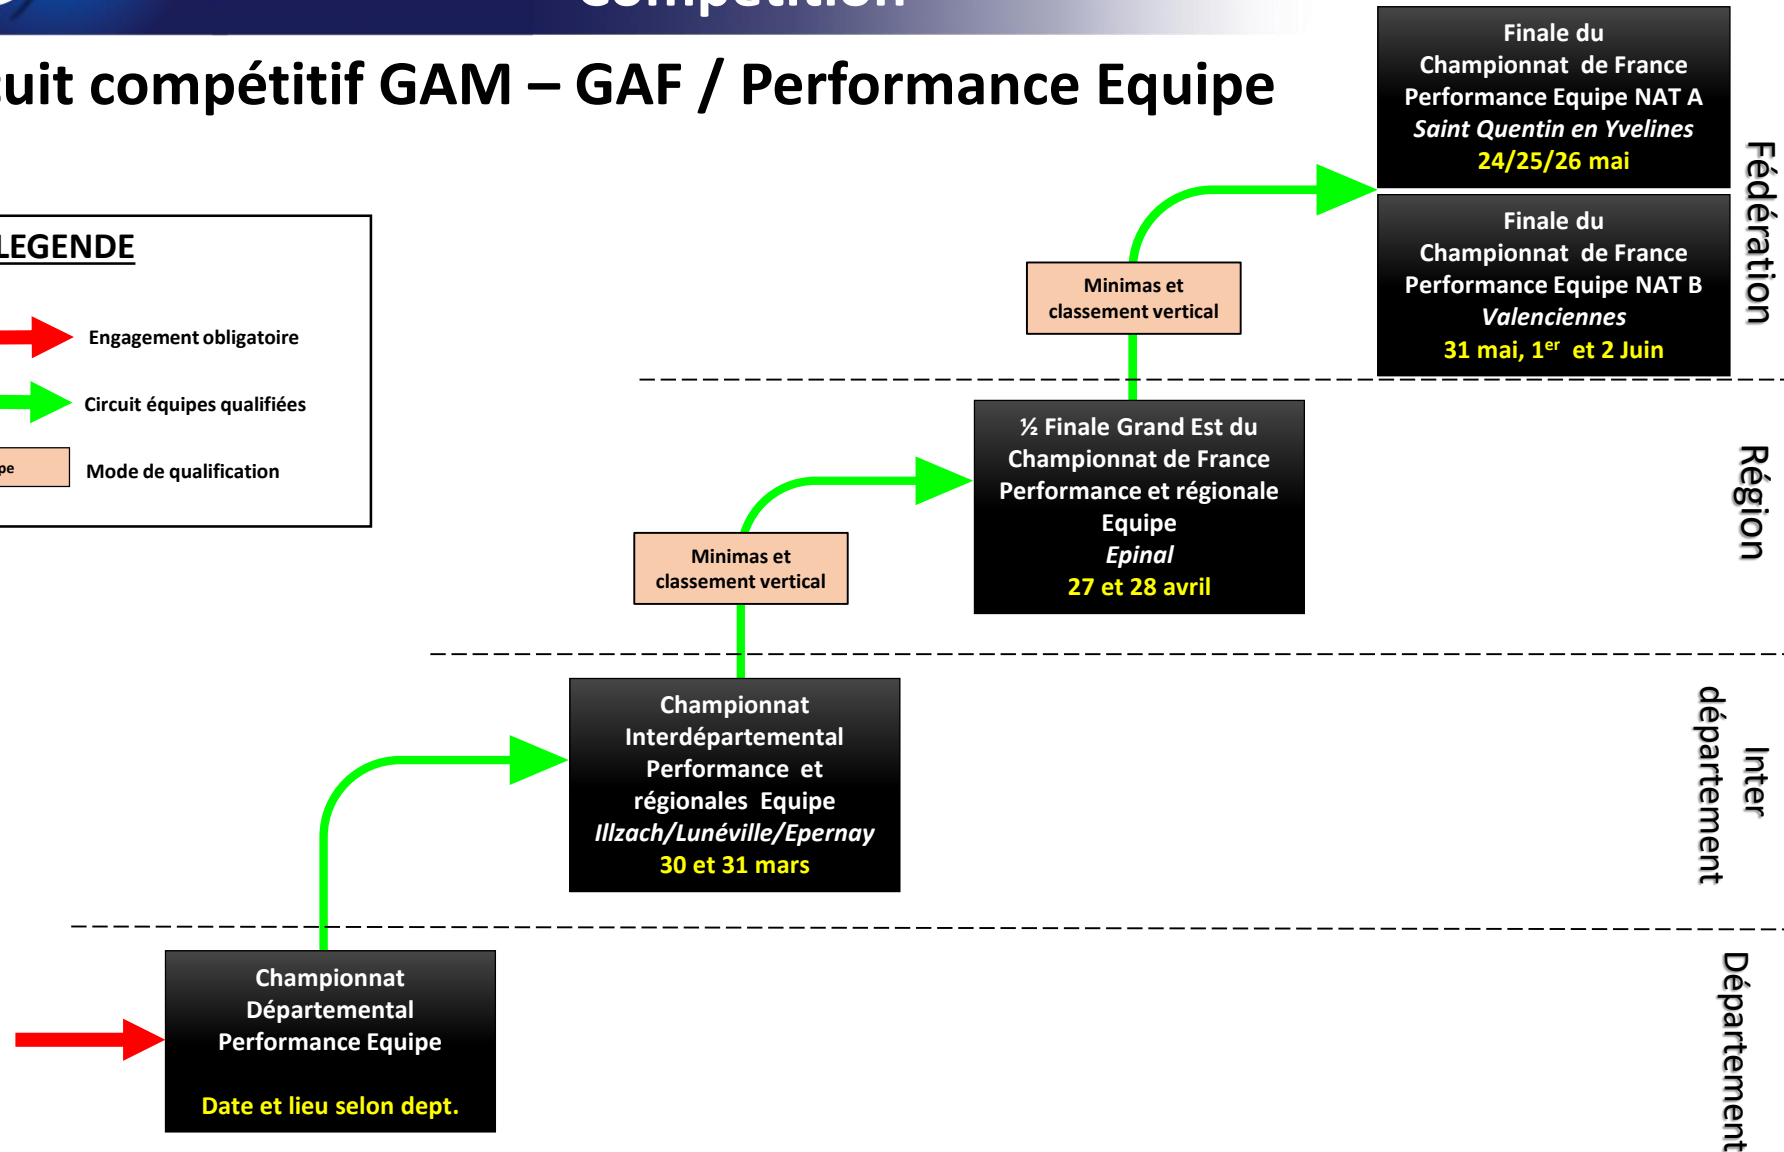 Compétition
cuit compétitif GAM – GAF / Performance Equipe
LEGENDE
Engagement obligatoire
Circuit équipes qualifiées
pe
Mode de qualification
Finale du
Championnat de France
Performance Equipe NAT A
Saint Quentin en Yvelines
24/25/26 mai
Finale du
Championnat de France
Performance Equipe NAT B
Valenciennes
31 mai, 1er et 2 Juin
Fédération
Minimas et
classement vertical
½ Finale Grand Est du
Championnat de France
Performance et régionale
Equipe
Epinal
27 et 28 avril
Région
Minimas et
classement vertical
Championnat
Interdépartemental
Performance et
régionales Equipe
Illzach/Lunéville/Epernay
30 et 31 mars
Inter
département
Championnat
Départemental
Performance Equipe
Date et lieu selon dept.
Département